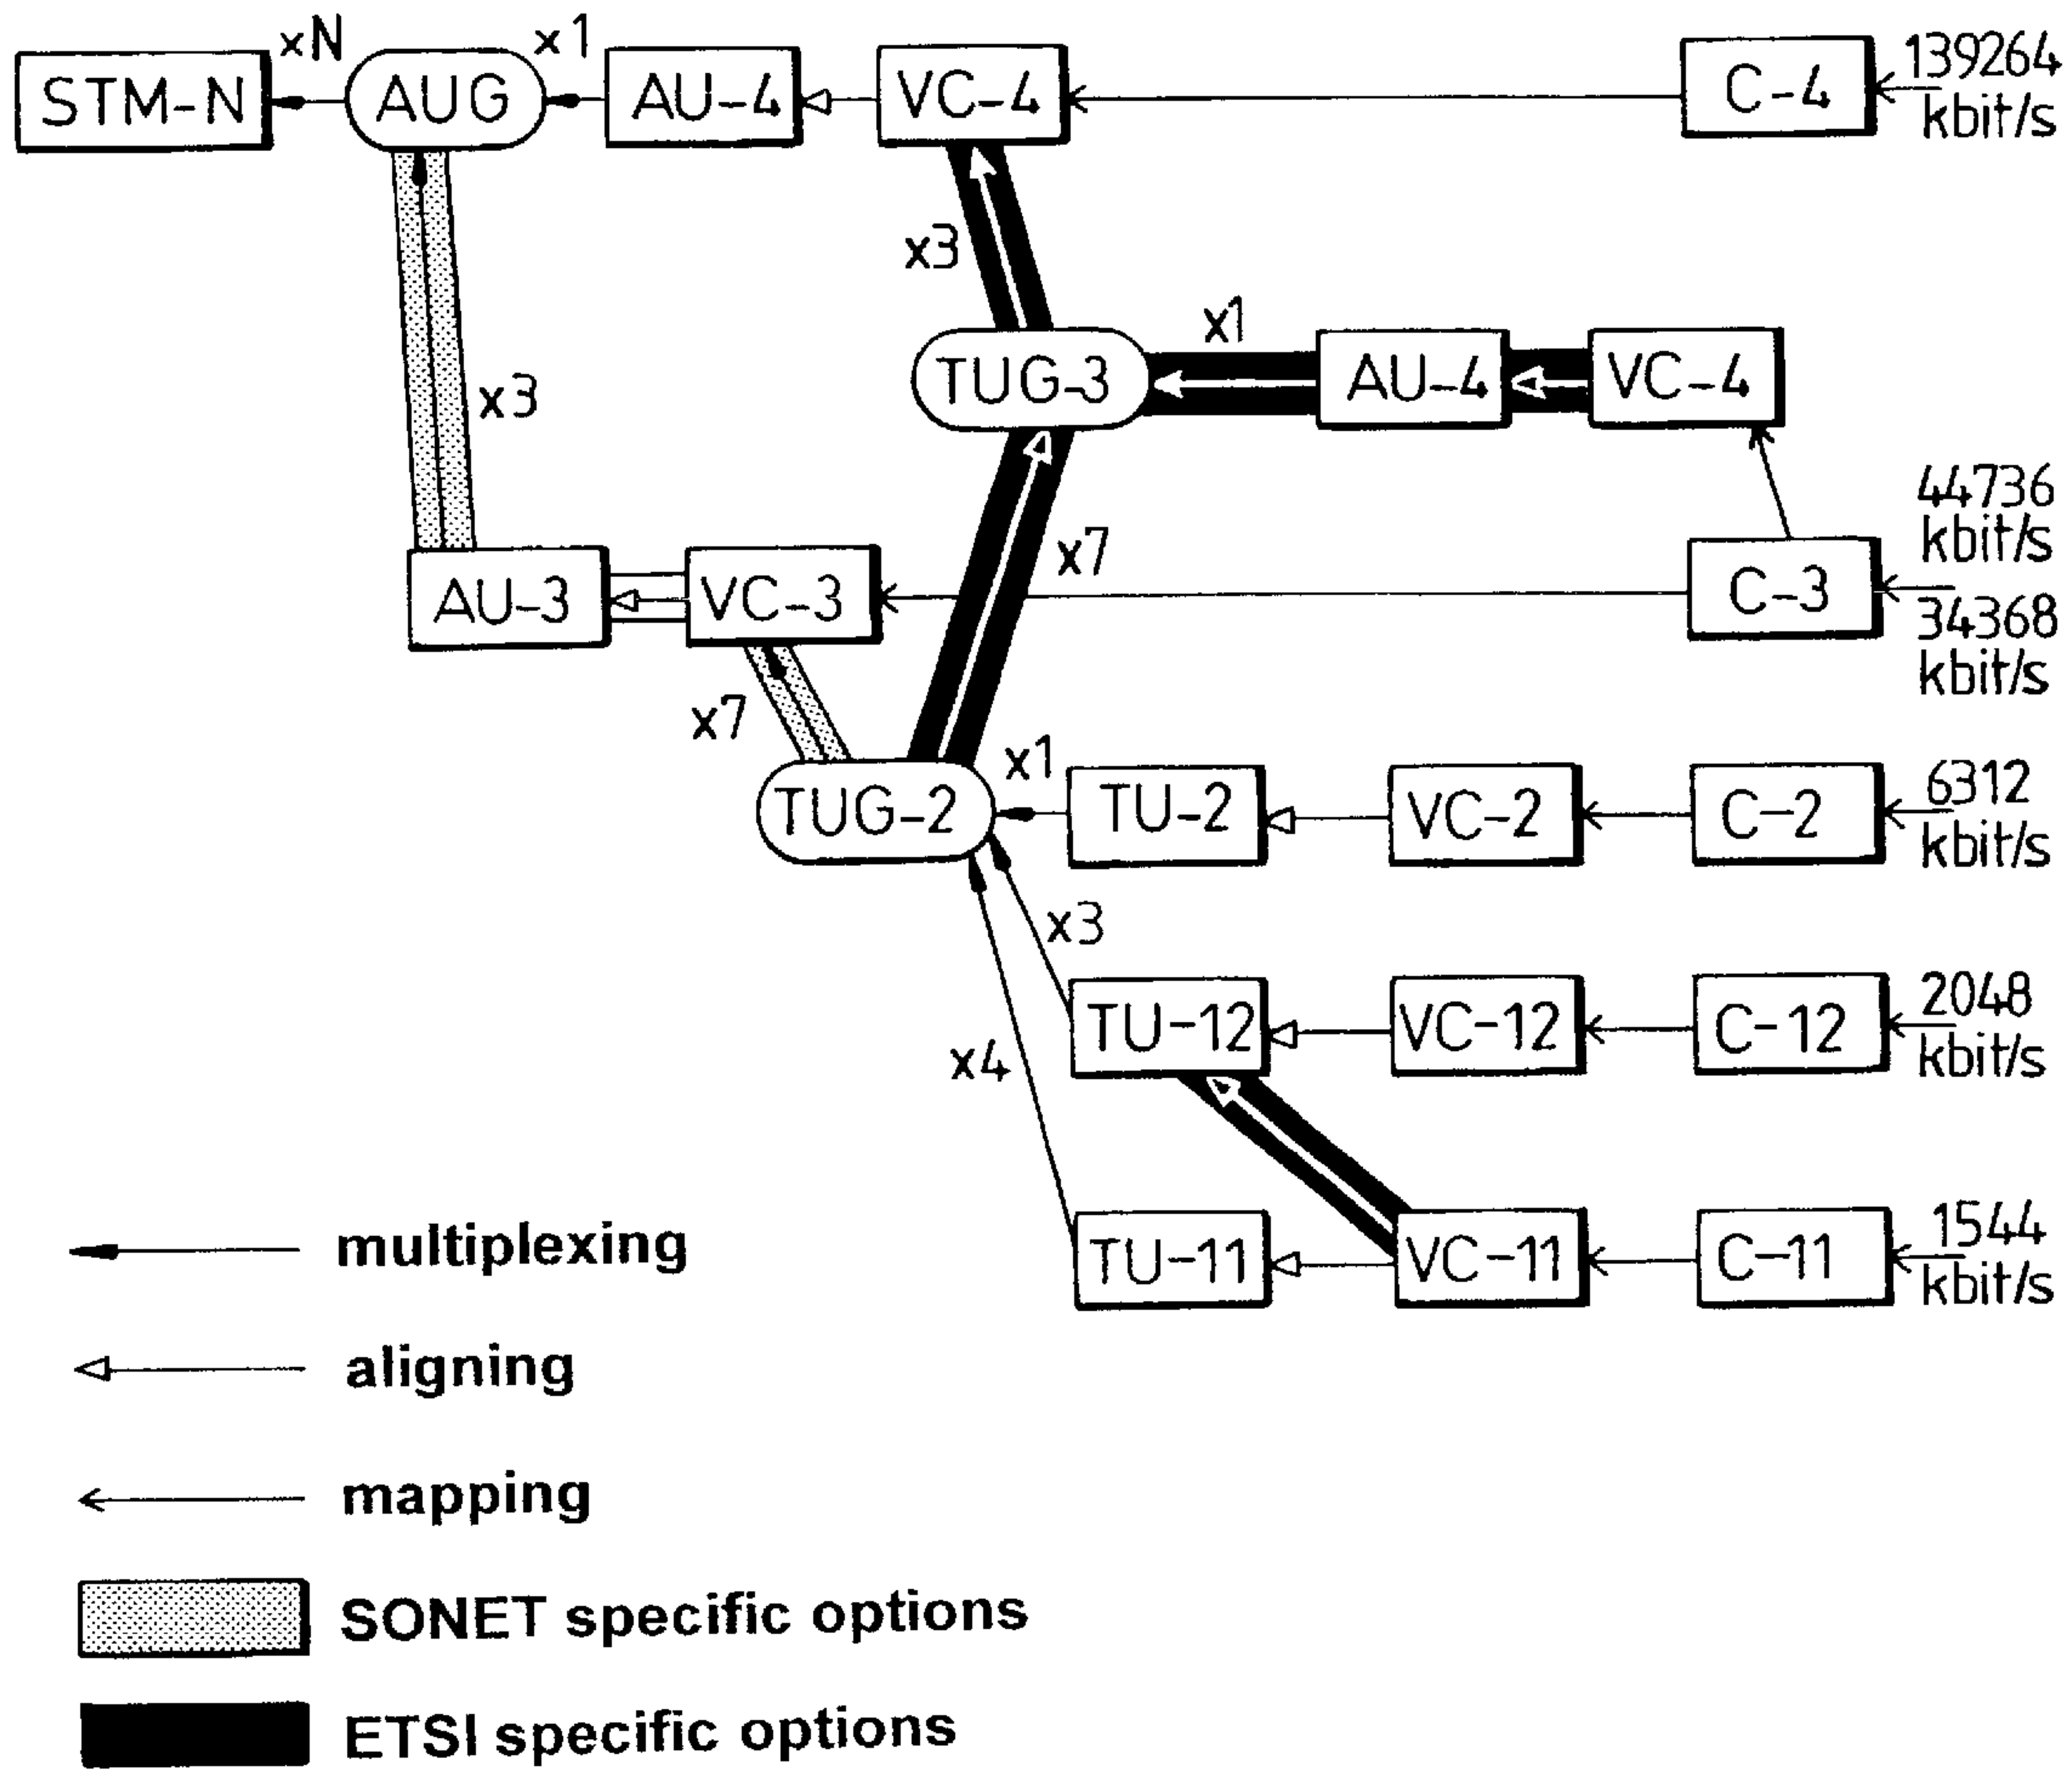 xN
x1
STM-N
AUG
AU-4
VC-4
C-4
139264
kbit/s
x3
x1
TUG-3
AU-4
VC-4
x3
44736
kbit/s
x7
AU-3
VC-3
C-3
34368
kbit/s
x7
x1
TUG-2
TU-2
VC-2
C-2
6312
kbit/s
x3
TU-12
VC-12
C-12
2048
kbit/s
x4
TU-11
VC-11
C-11
1544
kbit/s
multiplexing
aligning
mapping
SONET specific options
ETSI specific options